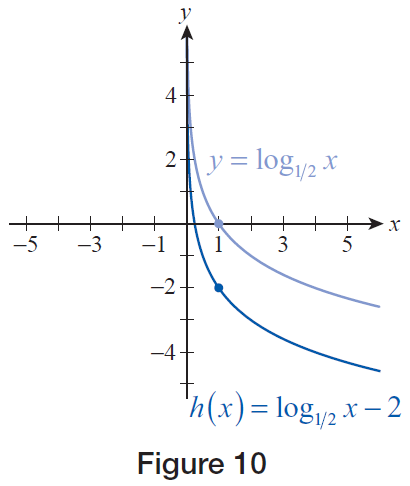 y
4
2
y = log₁/₂ x
x
−5 −3 −1 1 3 5
−2
−4
h(x) = log₁/₂ x − 2
Figure 10